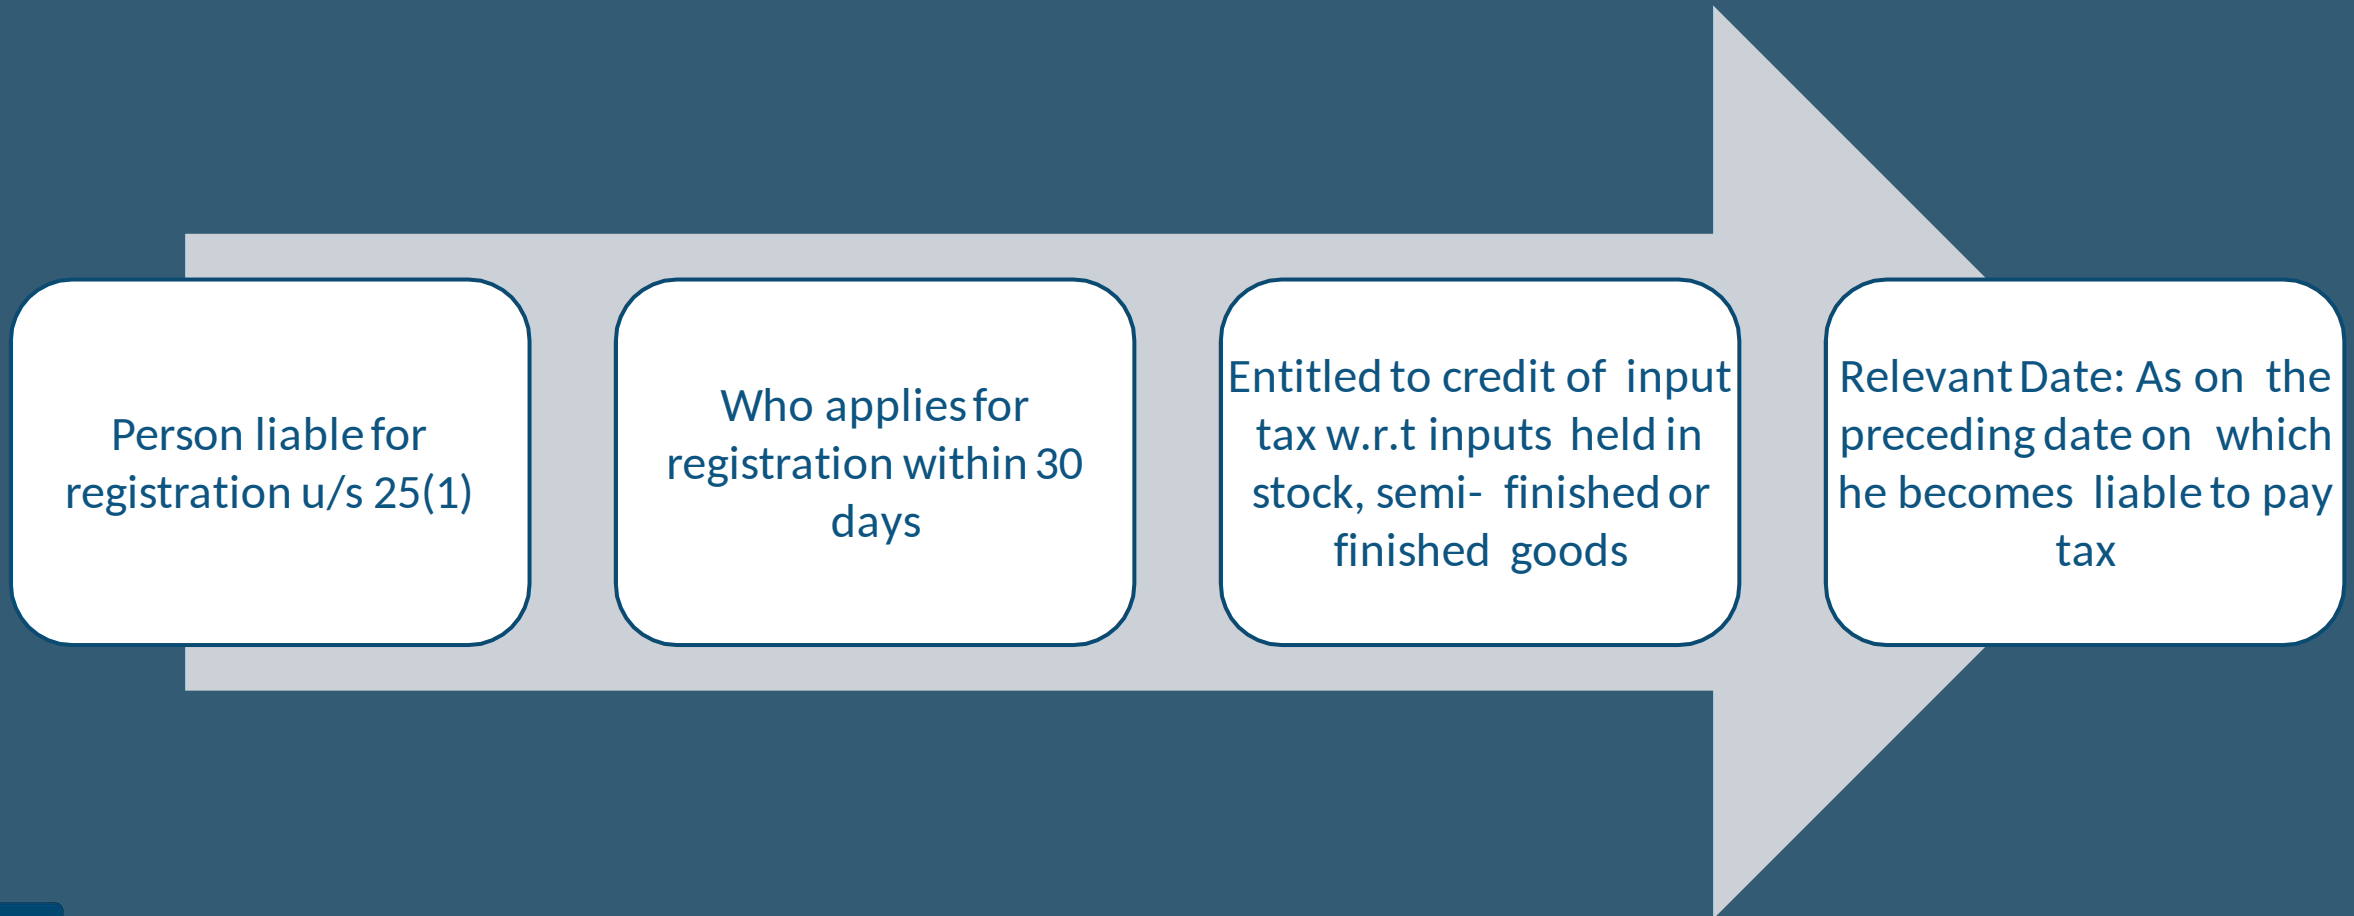 Person liable for
registration u/s 25(1)
Who applies for
registration within 30
days
Entitled to credit of input
tax w.r.t inputs held in
stock, semi- finished or
finished goods
Relevant Date: As on the
preceding date on which
he becomes liable to pay
tax